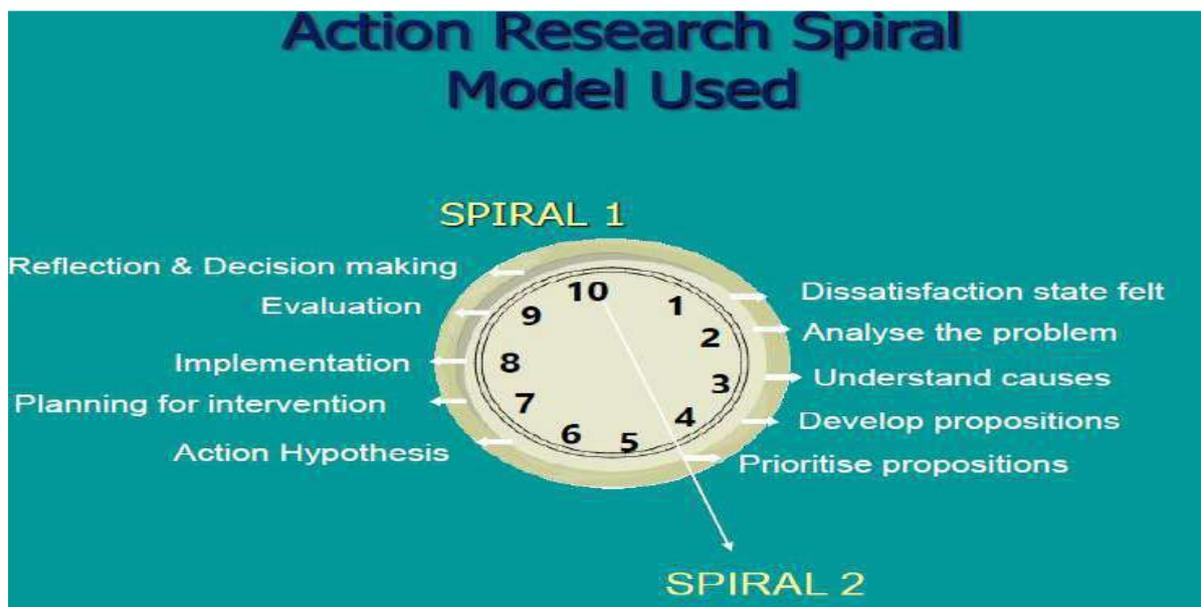 Action Research Spiral
Model Used
SPIRAL 1
Reflection & Decision making
Evaluation
Implementation
Planning for intervention
Action Hypothesis
10
1
2
3
4
5
6
7
8
9
Dissatisfaction state felt
Analyse the problem
Understand causes
Develop propositions
Prioritise propositions
SPIRAL 2